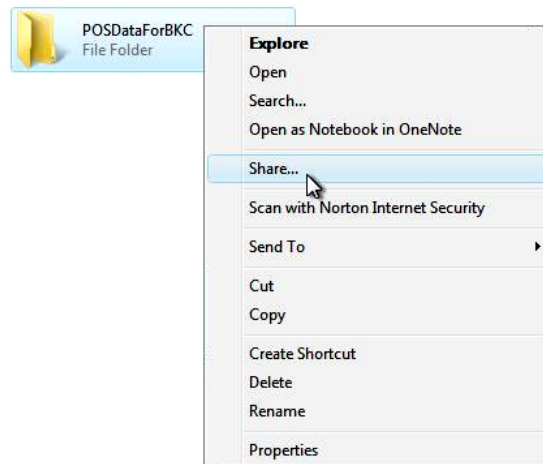 POSDataForBKC
File Folder
Explore
Open
Search...
Open as Notebook in OneNote
Share...
Scan with Norton Internet Security
Send To
Cut
Copy
Create Shortcut
Delete
Rename
Properties